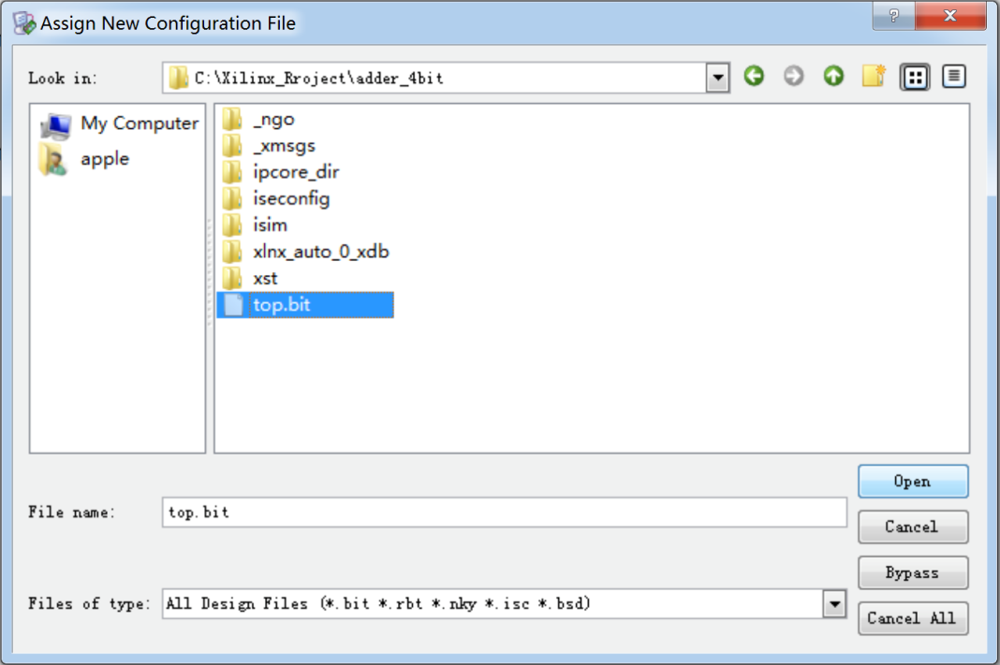 Assign New Configuration File
?
Look in: C:\Xilinx_Rroject\adder_4bit
My Computer
apple
_ngo
_xmsgs
ipcore_dir
iseconfig
isim
xlnx_auto_0_xdb
xst
top.bit
Open
File name: top.bit
Cancel
Bypass
Files of type: All Design Files (*.bit *.rbt *.nky *.isc *.bsd)
Cancel All